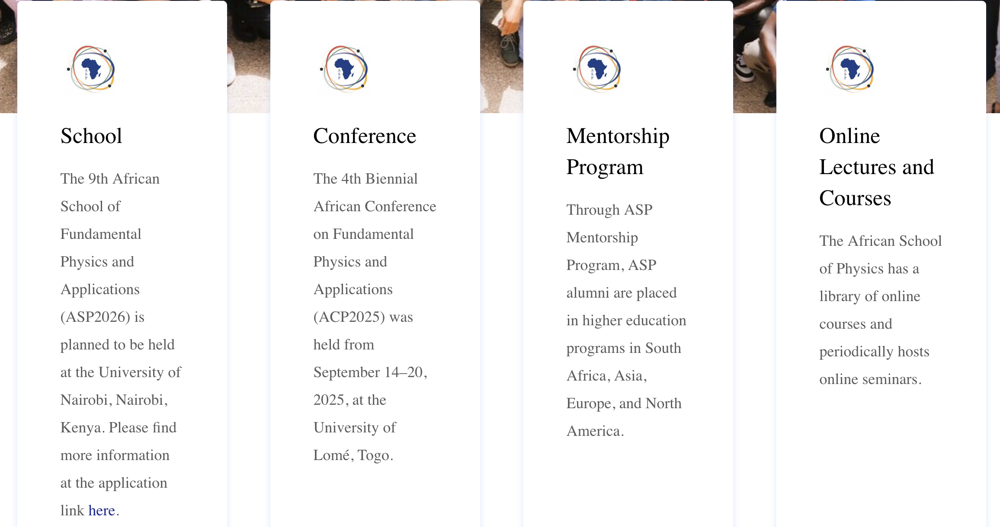 A
S
P
School
The 9th African
School of
Fundamental
Physics and
Applications
(ASP2026) is
planned to be held
at the University of
Nairobi, Nairobi,
Kenya. Please find
more information
at the application
link here.
A
S
P
Conference
The 4th Biennial
African Conference
on Fundamental
Physics and
Applications
(ACP2025) was
held from
September 14–20,
2025, at the
University of
Lomé, Togo.
A
S
P
Mentorship
Program
Through ASP
Mentorship
Program, ASP
alumni are placed
in higher education
programs in South
Africa, Asia,
Europe, and North
America.
A
S
P
Online
Lectures and
Courses
The African School
of Physics has a
library of online
courses and
periodically hosts
online seminars.